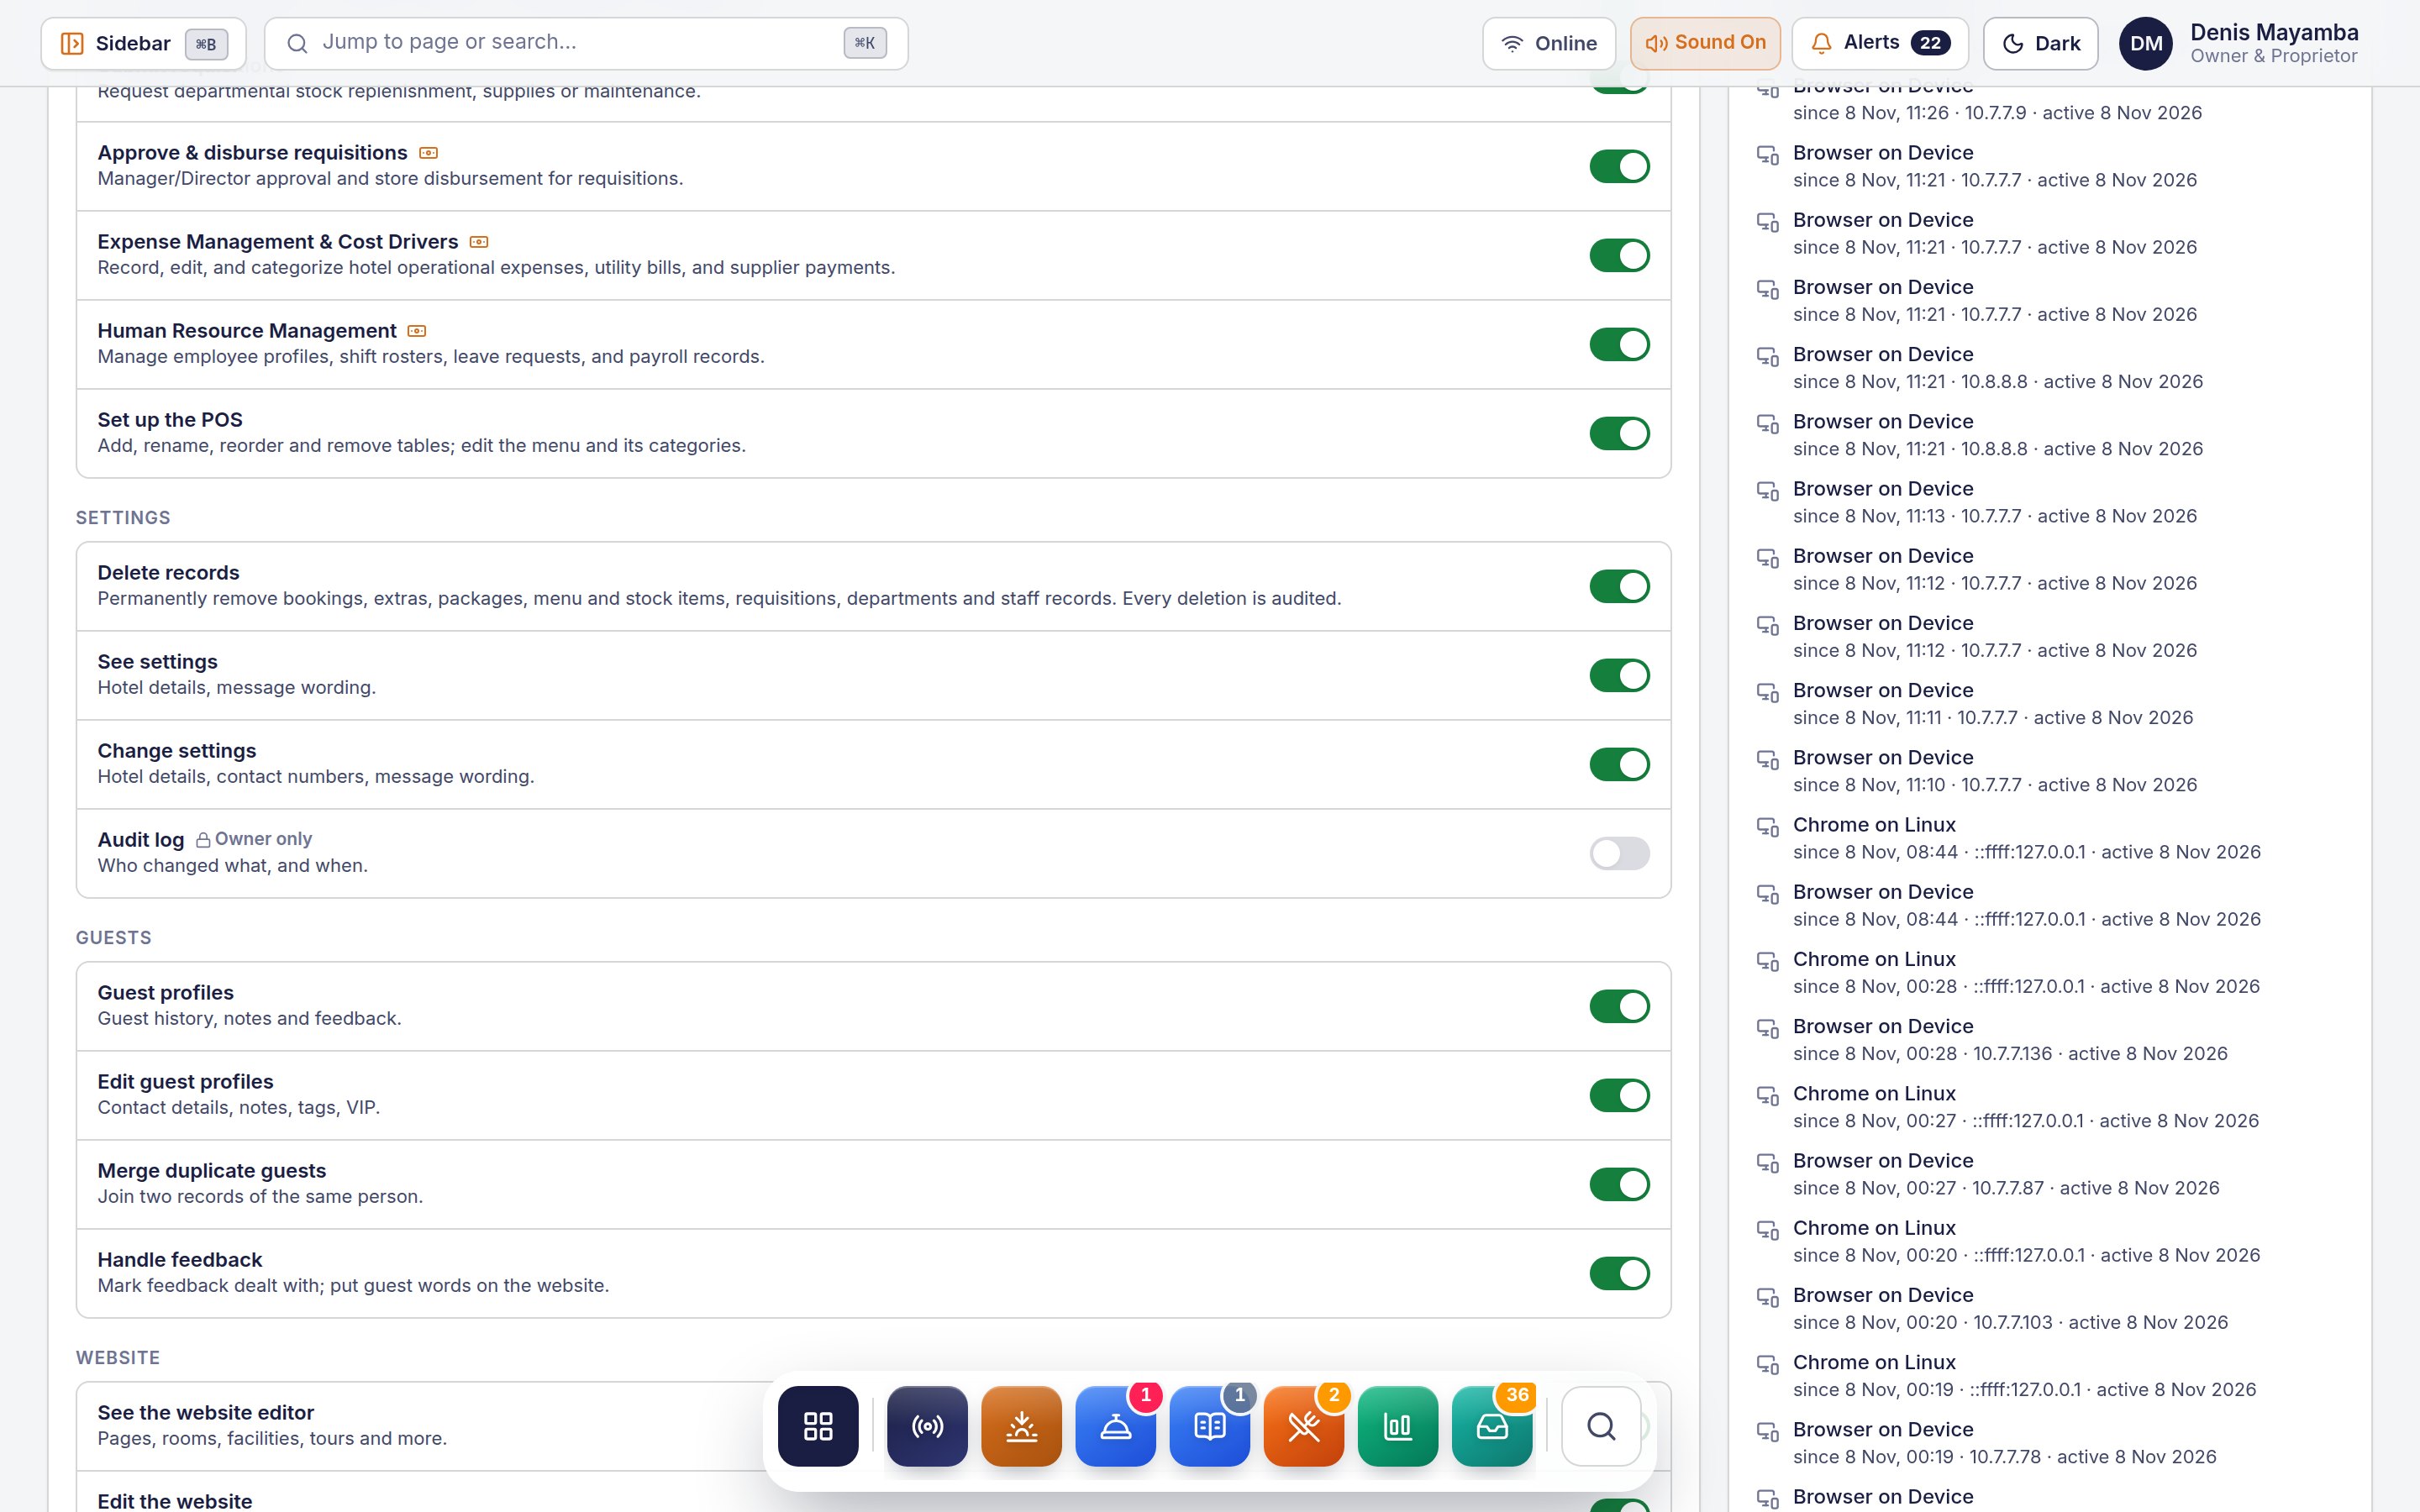 Sidebar ⌘B
Jump to page or search... ⌘K
Online
Sound On
Alerts 22
Dark
DM
Denis Mayamba
Owner & Proprietor
Request departmental stock replenishment, supplies or maintenance.
Approve & disburse requisitions
Manager/Director approval and store disbursement for requisitions.
Expense Management & Cost Drivers
Record, edit, and categorize hotel operational expenses, utility bills, and supplier payments.
Human Resource Management
Manage employee profiles, shift rosters, leave requests, and payroll records.
Set up the POS
Add, rename, reorder and remove tables; edit the menu and its categories.
SETTINGS
Delete records
Permanently remove bookings, extras, packages, menu and stock items, requisitions, departments and staff records. Every deletion is audited.
See settings
Hotel details, message wording.
Change settings
Hotel details, contact numbers, message wording.
Audit log Owner only
Who changed what, and when.
GUESTS
Guest profiles
Guest history, notes and feedback.
Edit guest profiles
Contact details, notes, tags, VIP.
Merge duplicate guests
Join two records of the same person.
Handle feedback
Mark feedback dealt with; put guest words on the website.
WEBSITE
See the website editor
Pages, rooms, facilities, tours and more.
Edit the website
Browser on Device
since 8 Nov, 11:26 · 10.7.7.9 · active 8 Nov 2026
Browser on Device
since 8 Nov, 11:21 · 10.7.7.7 · active 8 Nov 2026
Browser on Device
since 8 Nov, 11:21 · 10.7.7.7 · active 8 Nov 2026
Browser on Device
since 8 Nov, 11:21 · 10.7.7.7 · active 8 Nov 2026
Browser on Device
since 8 Nov, 11:21 · 10.8.8.8 · active 8 Nov 2026
Browser on Device
since 8 Nov, 11:21 · 10.8.8.8 · active 8 Nov 2026
Browser on Device
since 8 Nov, 11:13 · 10.7.7.7 · active 8 Nov 2026
Browser on Device
since 8 Nov, 11:12 · 10.7.7.7 · active 8 Nov 2026
Browser on Device
since 8 Nov, 11:12 · 10.7.7.7 · active 8 Nov 2026
Browser on Device
since 8 Nov, 11:11 · 10.7.7.7 · active 8 Nov 2026
Browser on Device
since 8 Nov, 11:10 · 10.7.7.7 · active 8 Nov 2026
Chrome on Linux
since 8 Nov, 08:44 · ::ffff:127.0.0.1 · active 8 Nov 2026
Browser on Device
since 8 Nov, 08:44 · ::ffff:127.0.0.1 · active 8 Nov 2026
Chrome on Linux
since 8 Nov, 00:28 · ::ffff:127.0.0.1 · active 8 Nov 2026
Browser on Device
since 8 Nov, 00:28 · 10.7.7.136 · active 8 Nov 2026
Chrome on Linux
since 8 Nov, 00:27 · ::ffff:127.0.0.1 · active 8 Nov 2026
Browser on Device
since 8 Nov, 00:27 · 10.7.7.87 · active 8 Nov 2026
Chrome on Linux
since 8 Nov, 00:20 · ::ffff:127.0.0.1 · active 8 Nov 2026
Browser on Device
since 8 Nov, 00:20 · 10.7.7.103 · active 8 Nov 2026
Chrome on Linux
since 8 Nov, 00:19 · ::ffff:127.0.0.1 · active 8 Nov 2026
Browser on Device
since 8 Nov, 00:19 · 10.7.7.78 · active 8 Nov 2026
Browser on Device
1
1
2
36